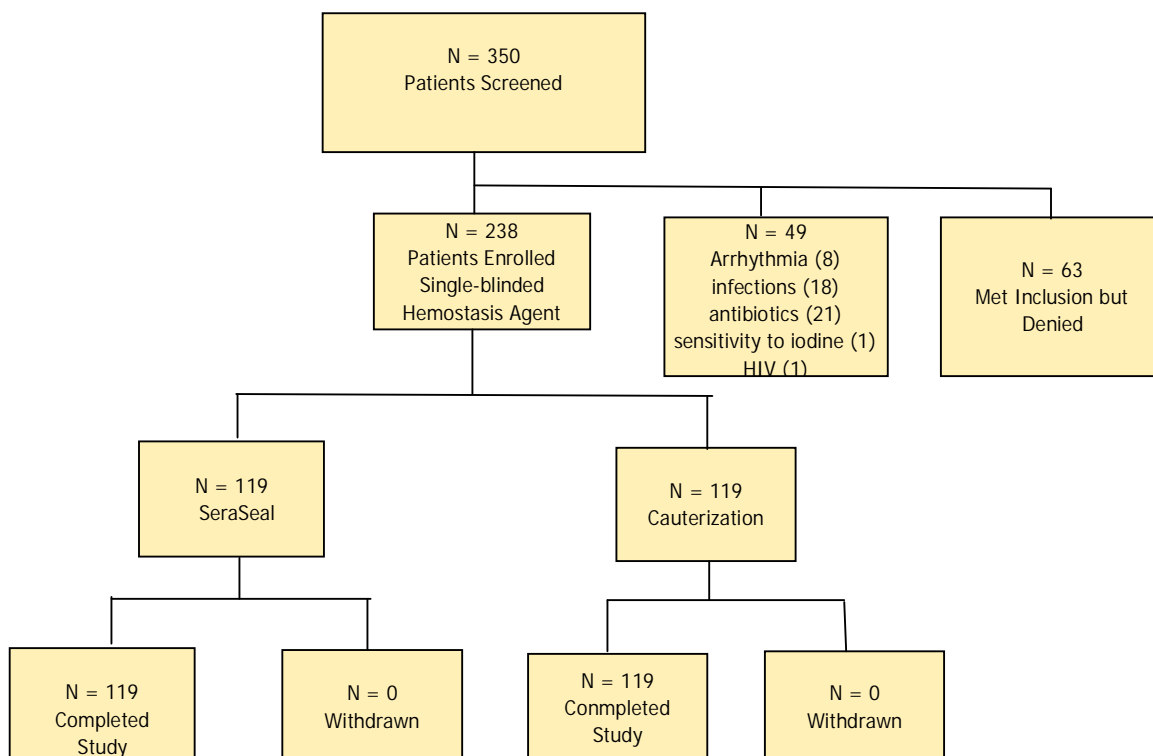 N = 350
Patients Screened
N = 238
Patients Enrolled
Single-blinded
Hemostasis Agent
N = 49
Arrhythmia (8)
infections (18)
antibiotics (21)
sensitivity to iodine (1)
HIV (1)
N = 63
Met Inclusion but
Denied
N = 119
SeraSeal
N = 119
Cauterization
N = 119
Completed
Study
N = 0
Withdrawn
N = 119
Conmpleted
Study
N = 0
Withdrawn